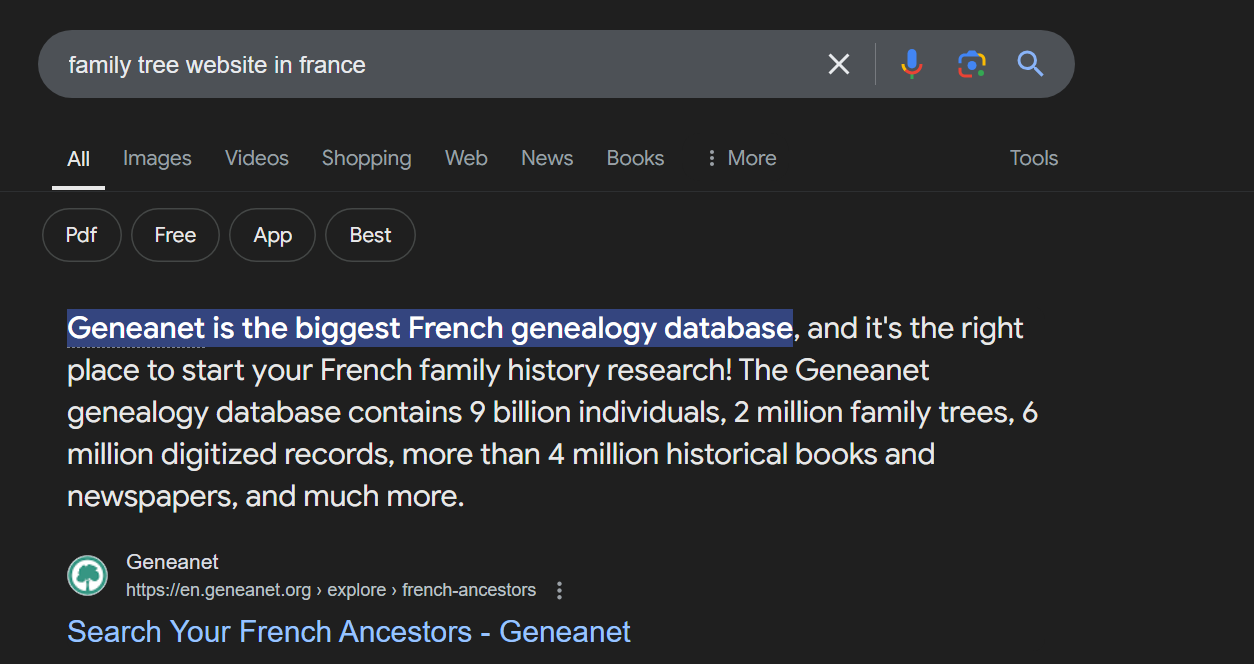 family tree website in france
All Images Videos Shopping Web News Books More Tools
Pdf Free App Best
Geneanet is the biggest French genealogy database, and it's the right
place to start your French family history research! The Geneanet
genealogy database contains 9 billion individuals, 2 million family trees, 6
million digitized records, more than 4 million historical books and
newspapers, and much more.
Geneanet
https://en.geneanet.org › explore › french-ancestors
Search Your French Ancestors - Geneanet